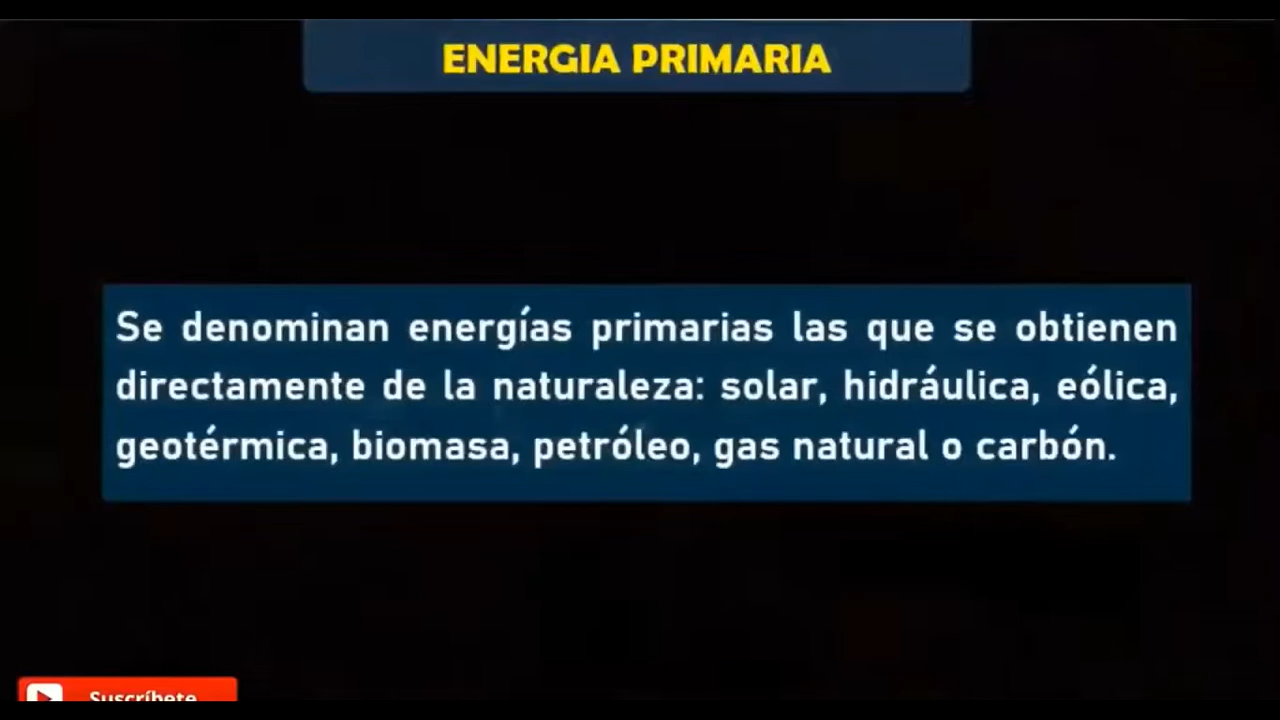 ENERGIA PRIMARIA
Se denominan energías primarias las que se obtienen
directamente de la naturaleza: solar, hidráulica, eólica,
geotérmica, biomasa, petróleo, gas natural o carbón.
Suscríbete